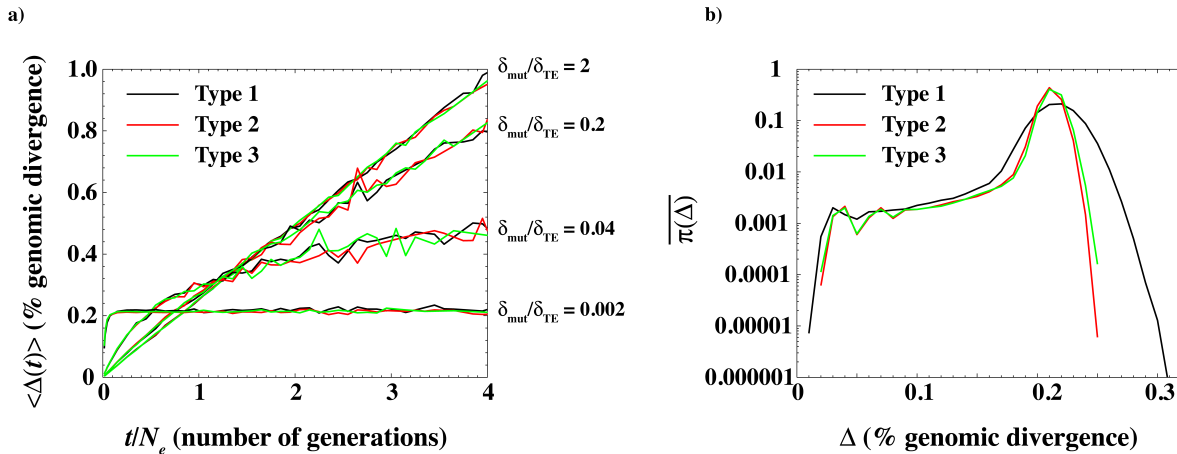 a)
<Δ(t)> (% genomic divergence)
1.0
0.8
0.6
0.4
0.2
0
Type 1
Type 2
Type 3
δmut/δTE = 2
δmut/δTE = 0.2
δmut/δTE = 0.04
δmut/δTE = 0.002
0
1
2
3
4
t/Ne (number of generations)
b)
π(Δ)
1
0.1
0.01
0.001
0.0001
0.00001
0.000001
Type 1
Type 2
Type 3
0
0.1
0.2
0.3
Δ (% genomic divergence)